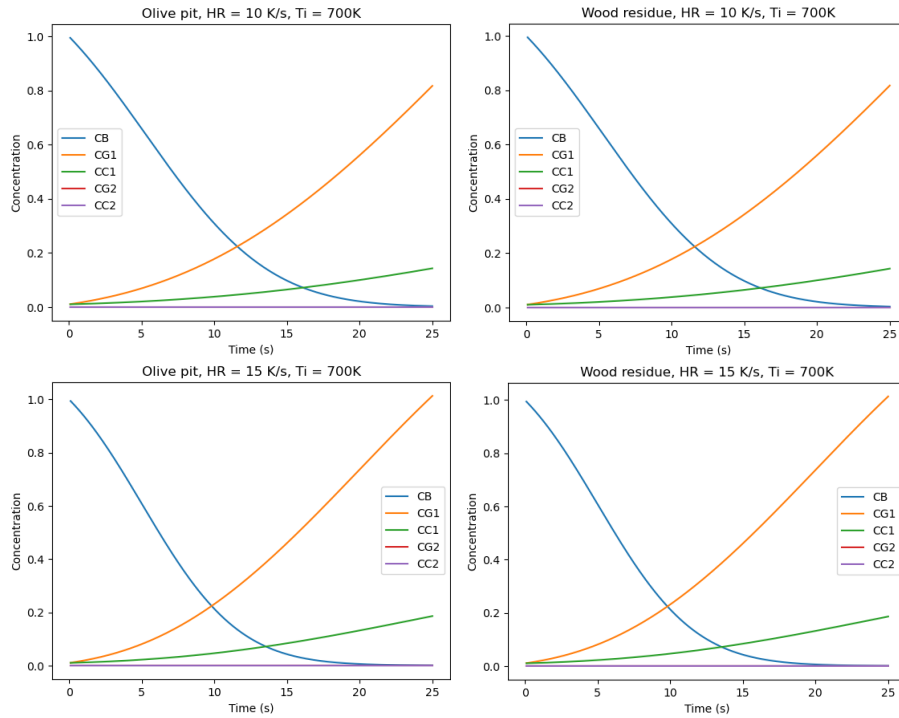 Olive pit, HR = 10 K/s, Ti = 700K
Concentration
1.0
0.8
0.6
0.4
0.2
0.0
CB
CG1
CC1
CG2
CC2
0
5
10
15
20
25
Time (s)
Wood residue, HR = 10 K/s, Ti = 700K
Concentration
1.0
0.8
0.6
0.4
0.2
0.0
CB
CG1
CC1
CG2
CC2
0
5
10
15
20
25
Time (s)
Olive pit, HR = 15 K/s, Ti = 700K
Concentration
1.0
0.8
0.6
0.4
0.2
0.0
CB
CG1
CC1
CG2
CC2
0
5
10
15
20
25
Time (s)
Wood residue, HR = 15 K/s, Ti = 700K
Concentration
1.0
0.8
0.6
0.4
0.2
0.0
CB
CG1
CC1
CG2
CC2
0
5
10
15
20
25
Time (s)